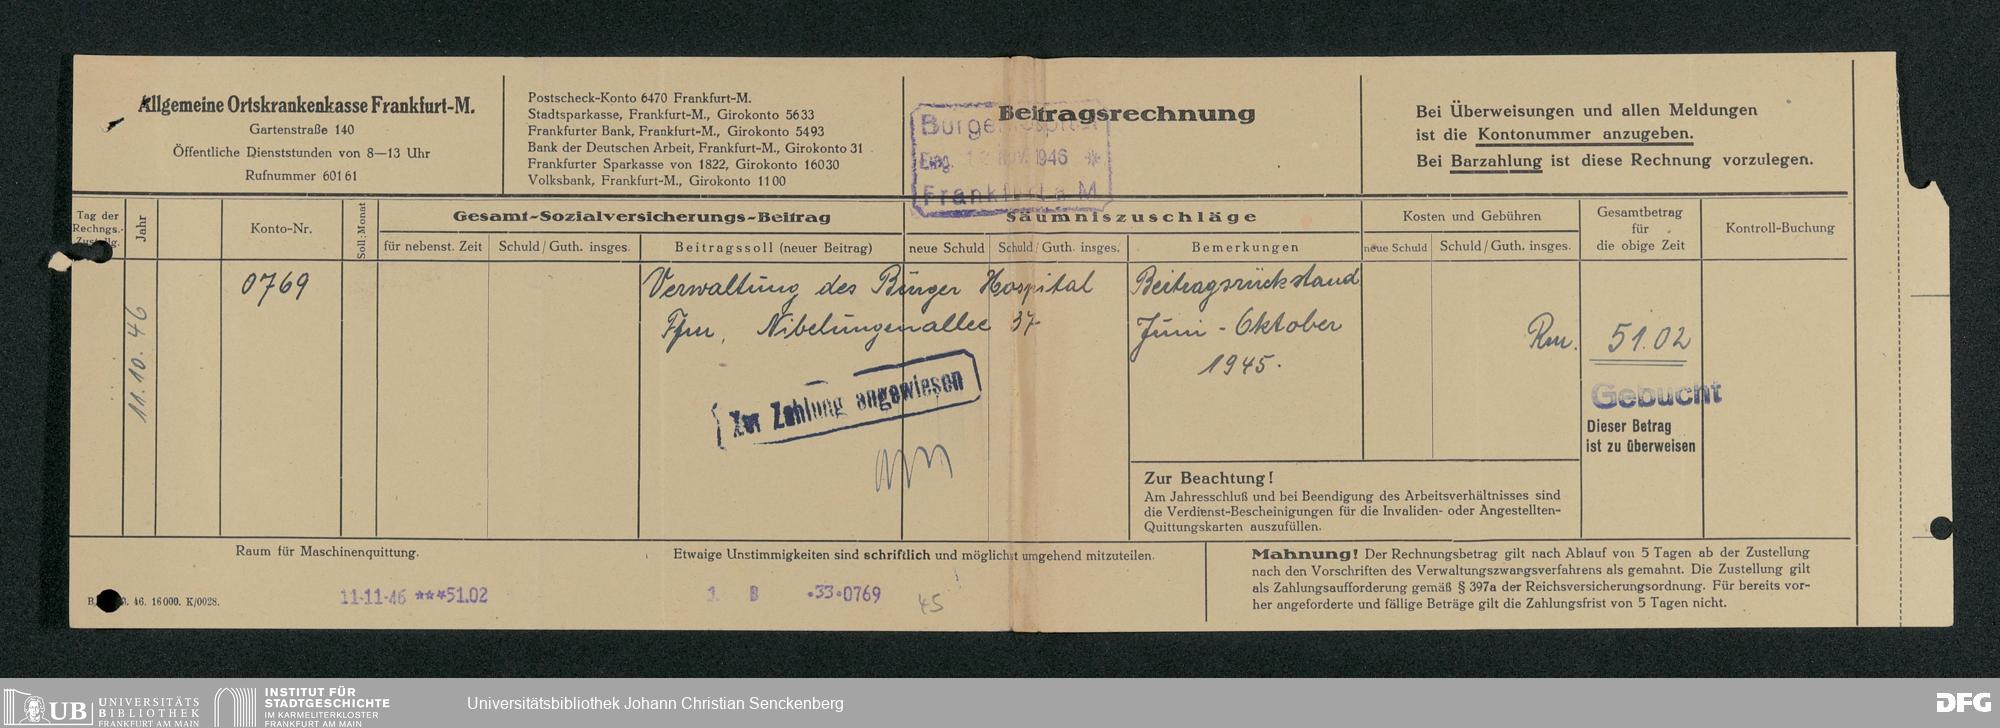 Allgemeine Ortskrankenkasse Frankfurt-M.
Gartenstraße 140
Öffentliche Dienststunden von 8—13 Uhr
Rufnummer 60161
Postscheck-Konto 6470 Frankfurt-M.
Stadtsparkasse, Frankfurt-M., Girokonto 5633
Frankfurter Bank, Frankfurt-M., Girokonto 5493
Bank der Deutschen Arbeit, Frankfurt-M., Girokonto 31
Frankfurter Sparkasse von 1822, Girokonto 16030
Volksbank, Frankfurt-M., Girokonto 1100
Beitragsrechnung
Eing. NOV. 1946
Frankfurt a. M
Bei Überweisungen und allen Meldungen
ist die Kontonummer anzugeben.
Bei Barzahlung ist diese Rechnung vorzulegen.
Tag der
Rechngs.-
Zustellg.
Jahr
Konto-Nr.
Soll-Monat
Gesamt-Sozialversicherungs-Beitrag
für nebenst. Zeit
Schuld/Guth. insges.
Beitragssoll (neuer Beitrag)
Säumniszuschläge
neue Schuld
Schuld/Guth. insges.
Bemerkungen
Kosten und Gebühren
neue Schuld
Schuld/Guth. insges.
Gesamtbetrag
für
die obige Zeit
Kontroll-Buchung
11.10.46
0769
Verwaltung des Bürger Hospital
Ffm, Nibelungenallee 37
Beitragsrückstand
Juni - Oktober
1945.
Rm. 51.02
Zur Zahlung angewiesen
Gebucht
Dieser Betrag
ist zu überweisen
Zur Beachtung!
Am Jahresschluß und bei Beendigung des Arbeitsverhältnisses sind
die Verdienst-Bescheinigungen für die Invaliden- oder Angestellten-
Quittungskarten auszufüllen.
Raum für Maschinenquittung.
Etwaige Unstimmigkeiten sind schriftlich und möglichst umgehend mitzuteilen.
Mahnung! Der Rechnungsbetrag gilt nach Ablauf von 5 Tagen ab der Zustellung
nach den Vorschriften des Verwaltungszwangsverfahrens als gemahnt. Die Zustellung gilt
als Zahlungsaufforderung gemäß § 397a der Reichsversicherungsordnung. Für bereits vor-
her angeforderte und fällige Beträge gilt die Zahlungsfrist von 5 Tagen nicht.
46. 16000. K/0028.
11-11-46 ***51.02
B •33•0769
45
UB UNIVERSITÄTS
BIBLIOTHEK
FRANKFURT AM MAIN
INSTITUT FÜR
STADTGESCHICHTE
IM KARMELITERKLOSTER
FRANKFURT AM MAIN
Universitätsbibliothek Johann Christian Senckenberg
DFG